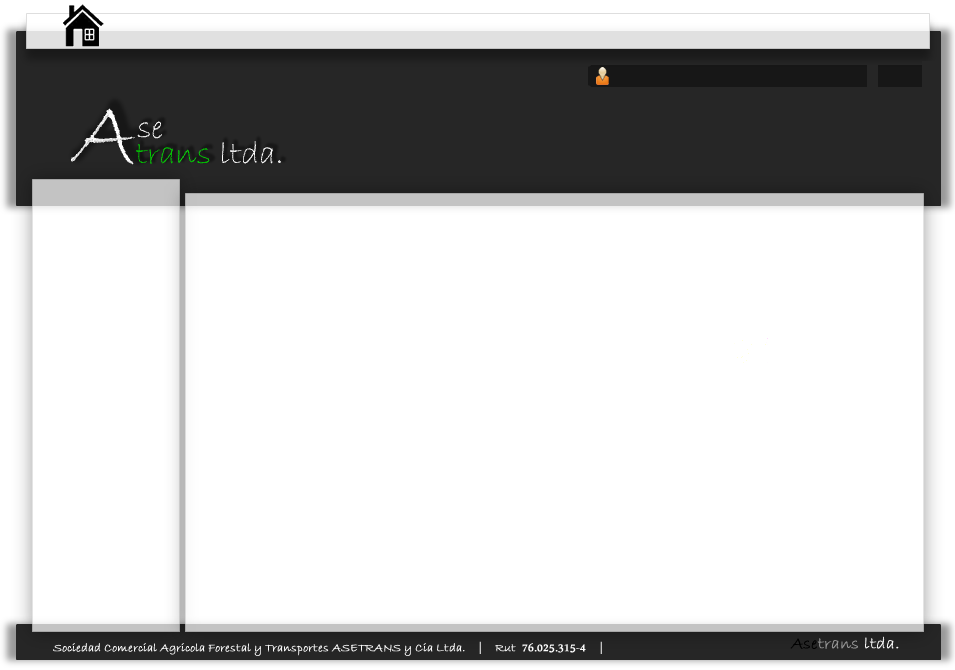 Ase
trans ltda.
Sociedad Comercial Agrícola Forestal y Transportes ASETRANS y Cía Ltda. | Rut 76.025.315-4 |
Asetrans ltda.